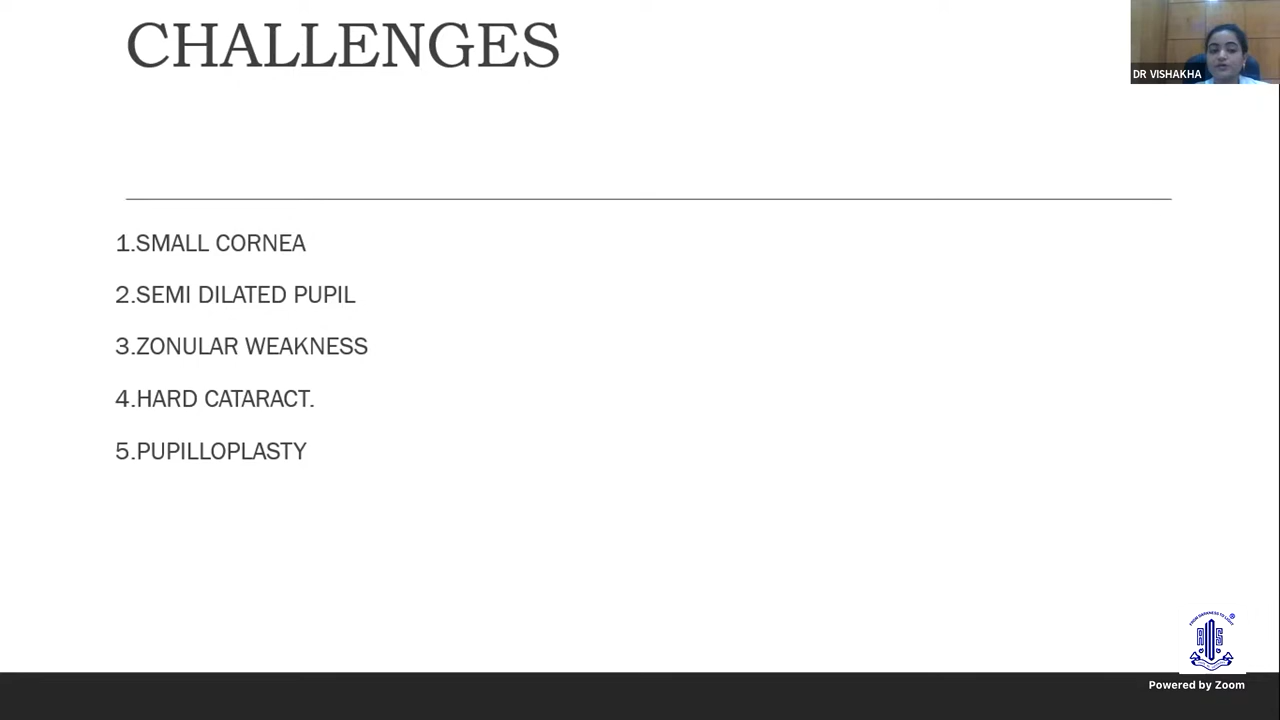 CHALLENGES
DR VISHAKHA
1.SMALL CORNEA
2.SEMI DILATED PUPIL
3.ZONULAR WEAKNESS
4.HARD CATARACT.
5.PUPILLOPLASTY
Powered by Zoom